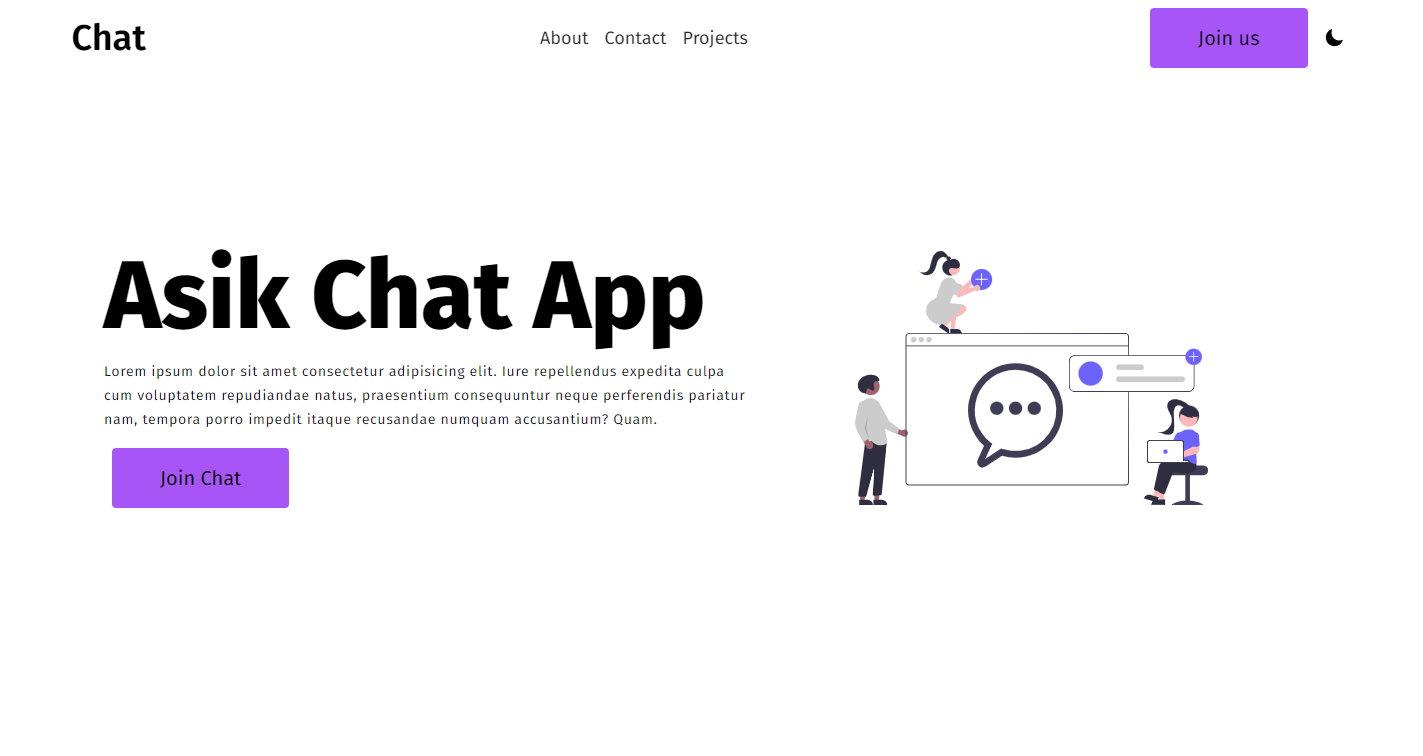 Chat
About Contact Projects
Join us
Asik Chat App
Lorem ipsum dolor sit amet consectetur adipisicing elit. Iure repellendus expedita culpa
cum voluptatem repudiandae natus, praesentium consequuntur neque perferendis pariatur
nam, tempora porro impedit itaque recusandae numquam accusantium? Quam.
Join Chat